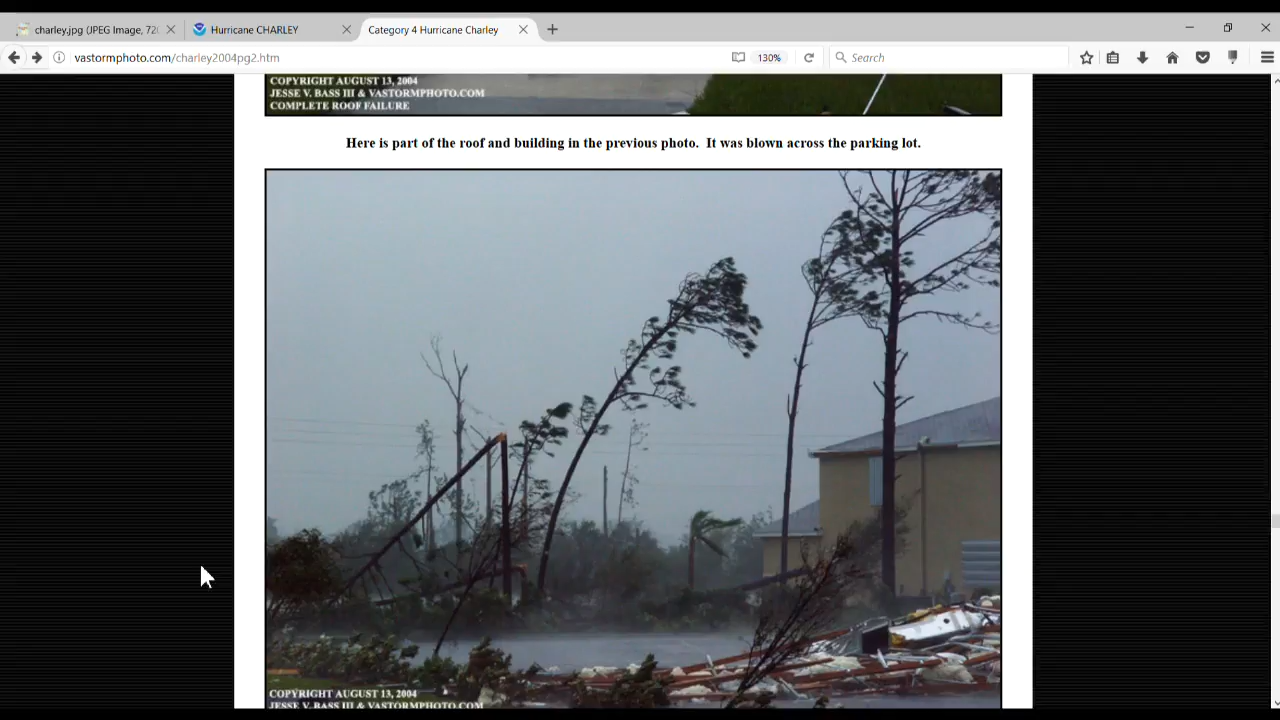 charley.jpg (JPEG Image, 72
Hurricane CHARLEY
Category 4 Hurricane Charley
vastormphoto.com/charley2004pg2.htm
130%
Search
COPYRIGHT AUGUST 13, 2004
JESSE V. BASS III & VASTORMPHOTO.COM
COMPLETE ROOF FAILURE
Here is part of the roof and building in the previous photo. It was blown across the parking lot.
COPYRIGHT AUGUST 13, 2004
JESSE V. BASS III & VASTORMPHOTO.COM